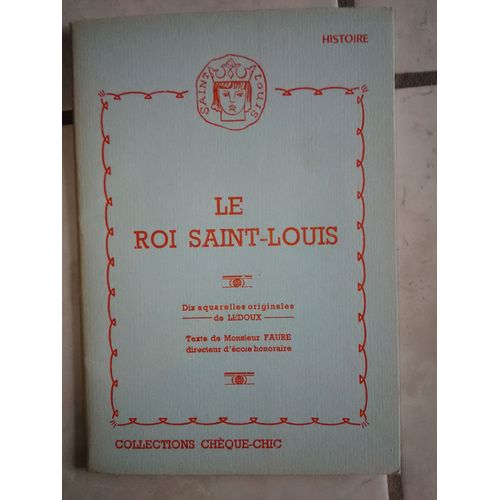 HISTOIRE
SAINT LOUIS
LE
ROI SAINT-LOUIS
Dix aquarelles originales
de LEDOUX
Texte de Monsieur FAURE
directeur d'école honoraire
COLLECTIONS CHÈQUE-CHIC